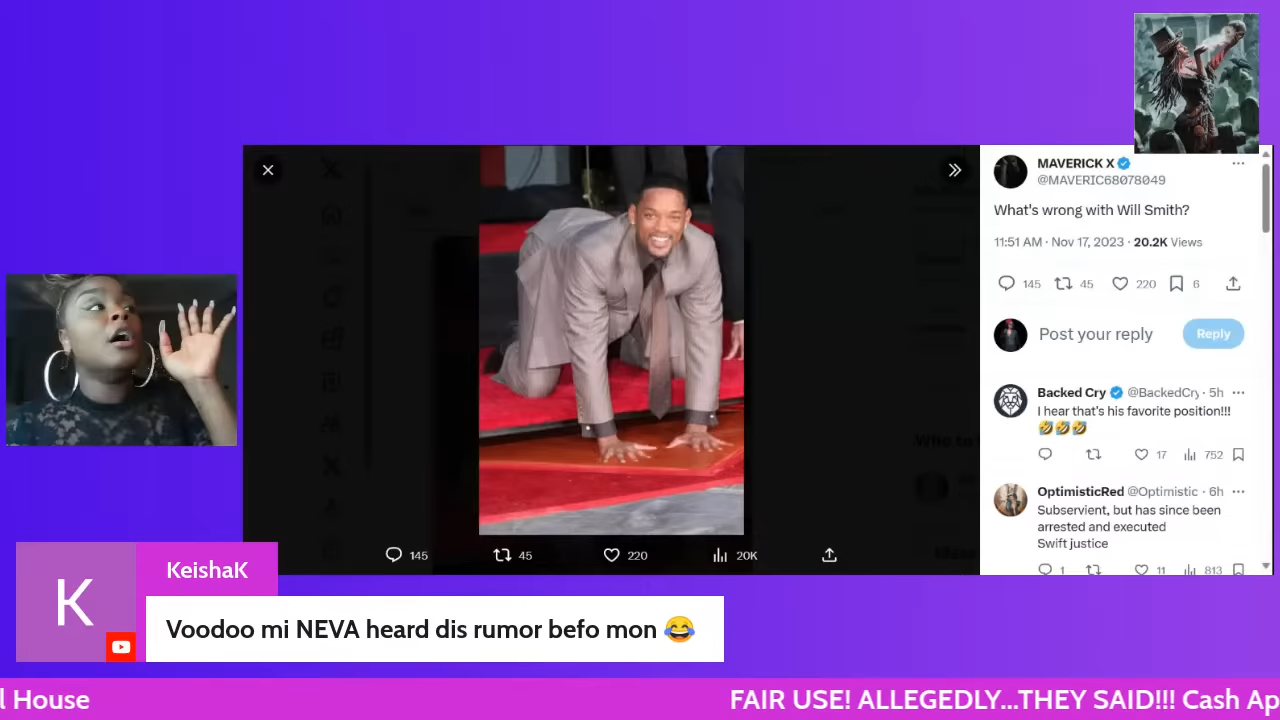 MAVERICK X
@MAVERIC68078049
What's wrong with Will Smith?
11:51 AM · Nov 17, 2023 · 20.2K Views
145 45 220 6
Post your reply
Reply
Backed Cry @BackedCry · 5h
I hear that's his favorite position!!!
🤣🤣🤣
17 752
OptimisticRed @Optimistic · 6h
Subservient, but has since been
arrested and executed
Swift justice
1 11 813
145 45 220 20K
K
KeishaK
Voodoo mi NEVA heard dis rumor befo mon 😂
l House
FAIR USE! ALLEGEDLY...THEY SAID!!! Cash Ap